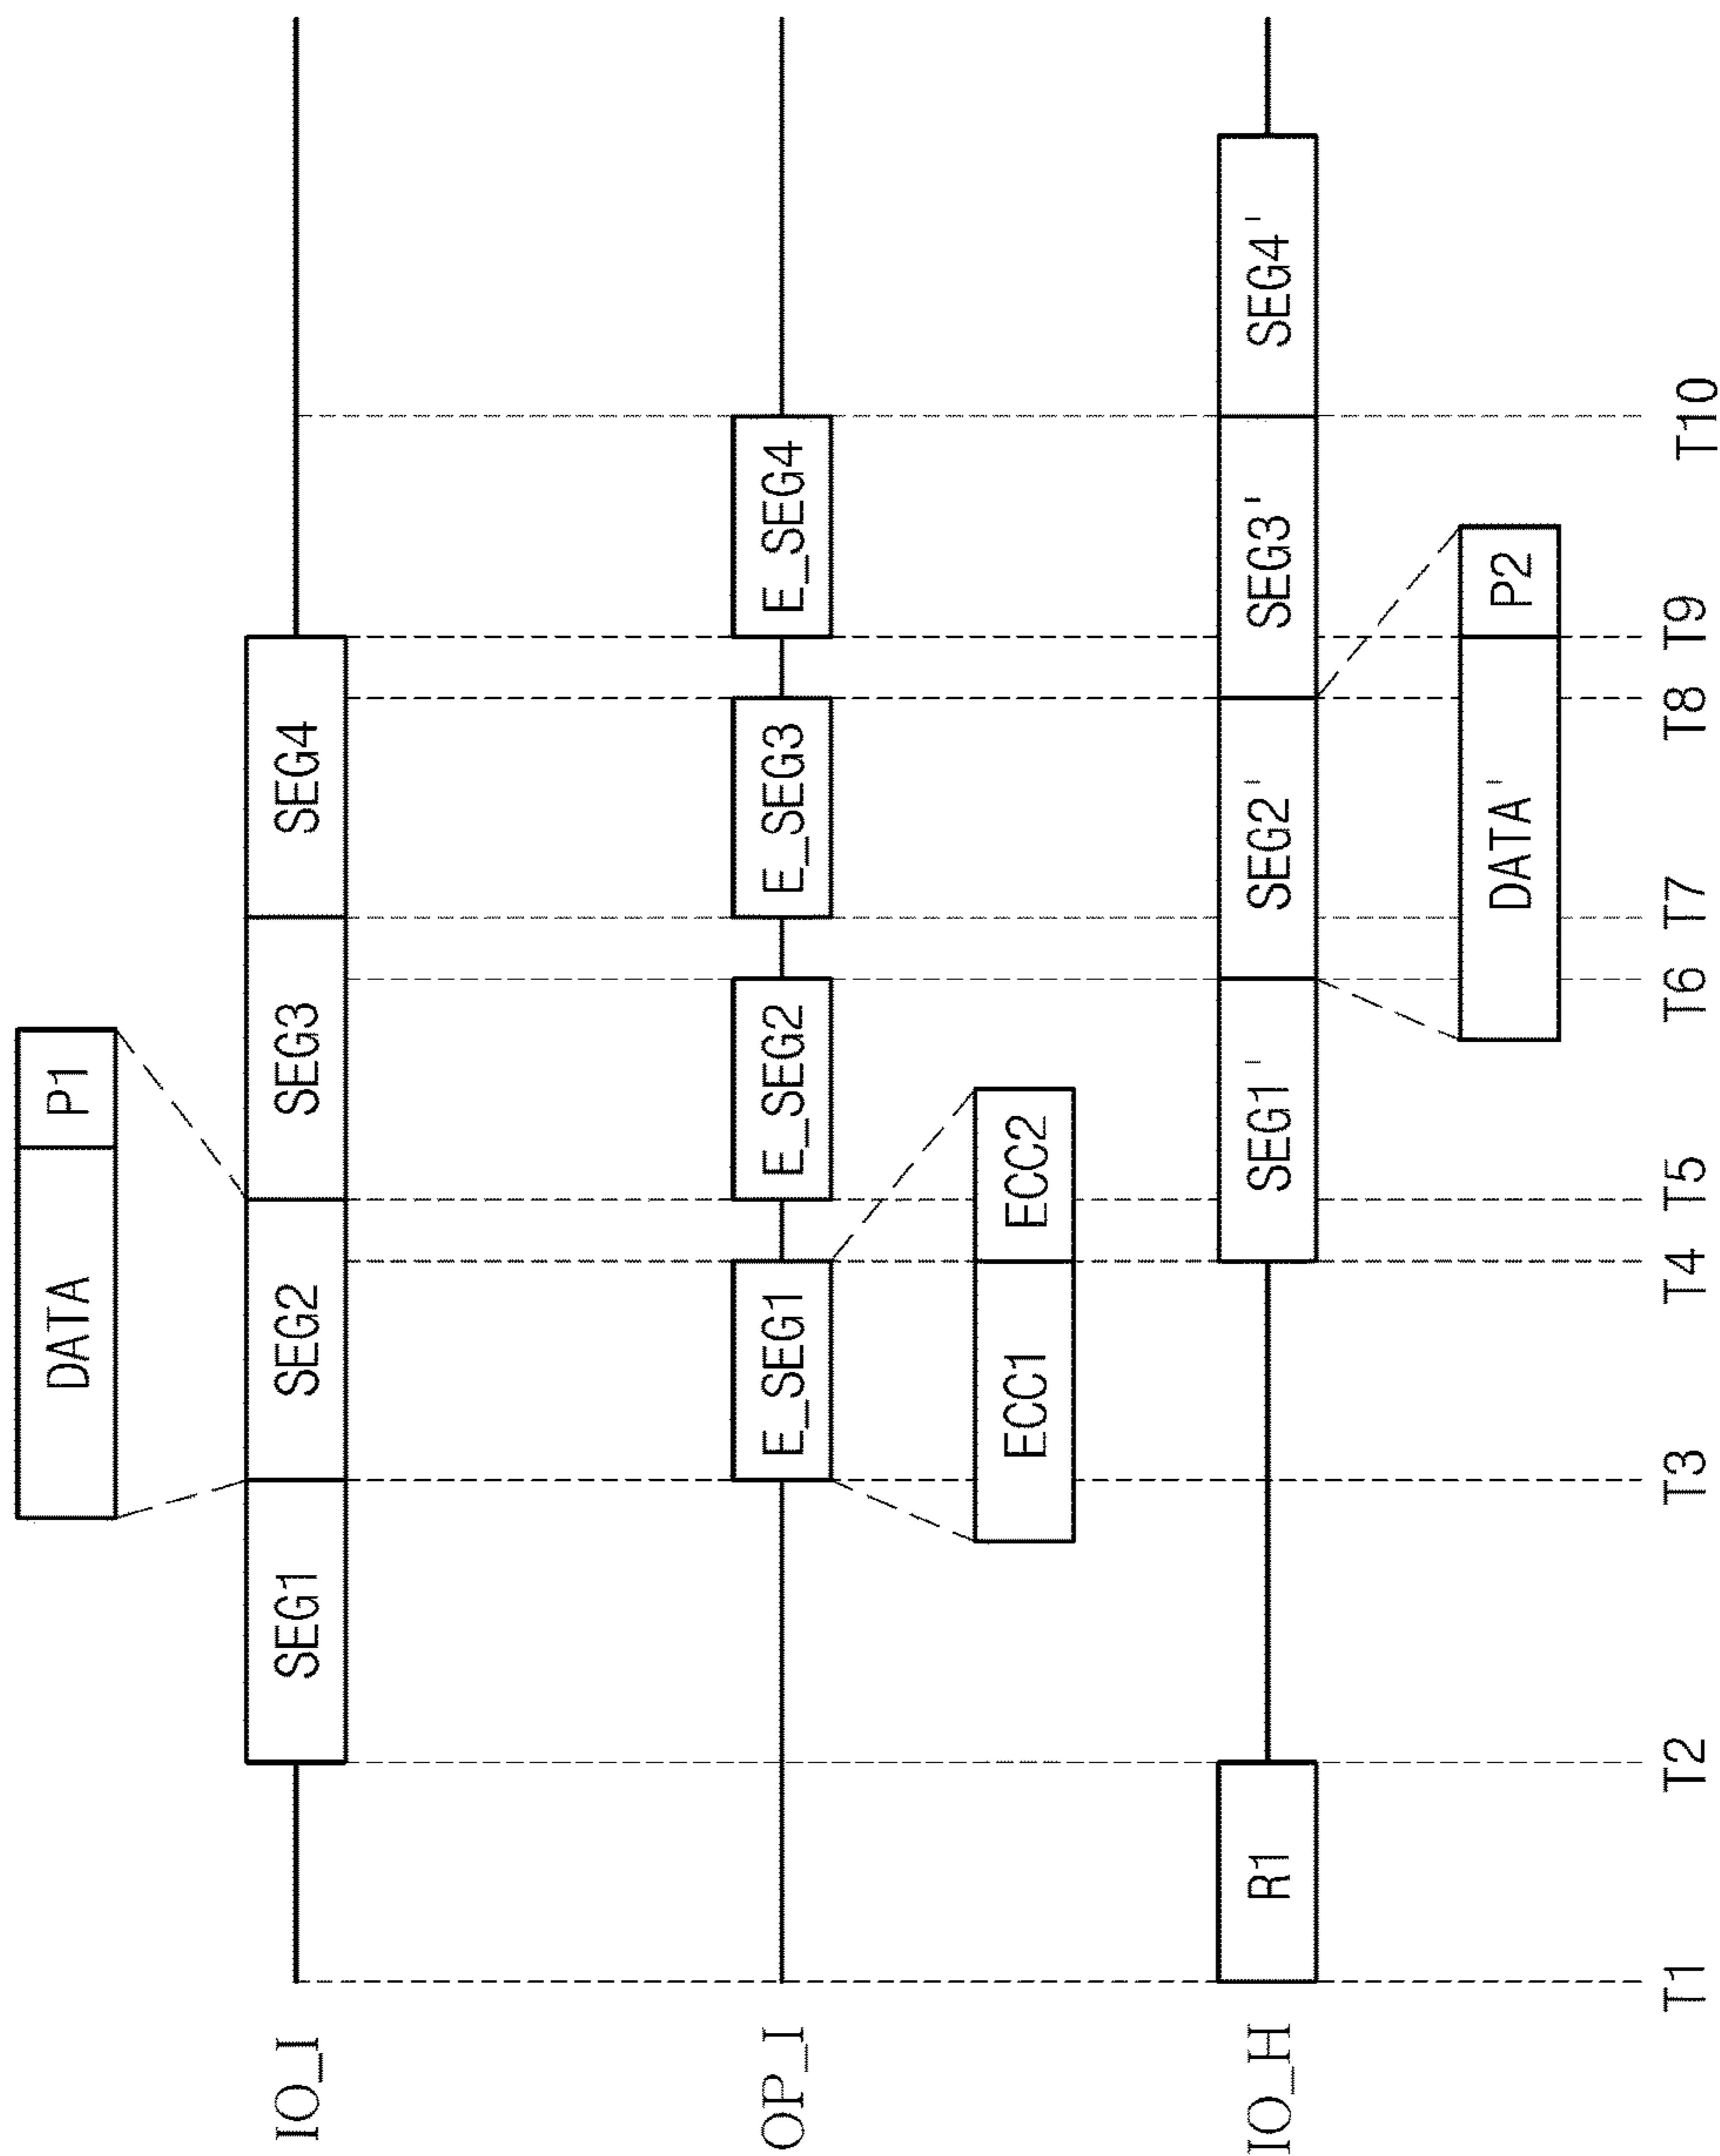 DATA P1
IO_I SEG1 SEG2 SEG3 SEG4
OP_I E_SEG1 E_SEG2 E_SEG3 E_SEG4
ECC1 ECC2
IO_H R1 SEG1' SEG2' SEG3' SEG4'
DATA' P2
T1 T2 T3 T4 T5 T6 T7 T8 T9 T10